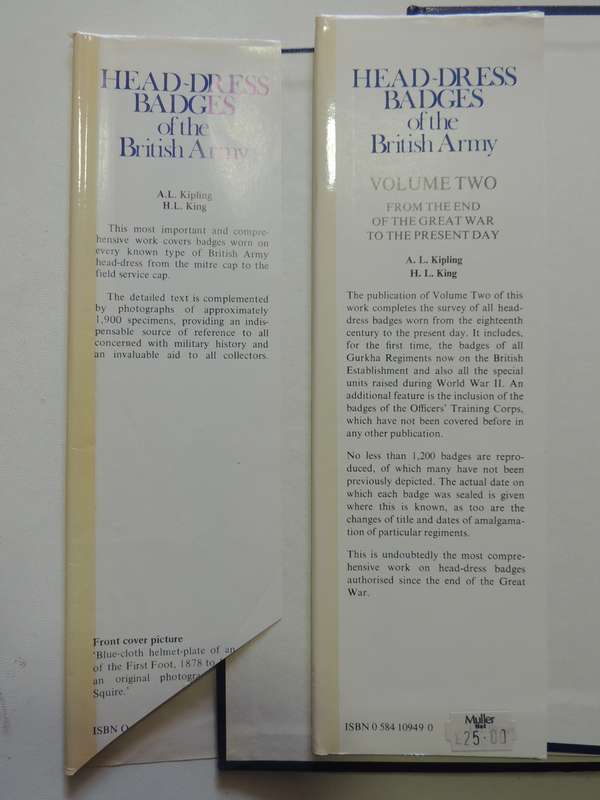 HEAD-DRESS
BADGES
of the
British Army
A.L. Kipling
H.L. King
This most important and compre-
hensive work covers badges worn on
every known type of British Army
head-dress from the mitre cap to the
field service cap.
The detailed text is complemented
by photographs of approximately
1,900 specimens, providing an indis-
pensable source of reference to all
concerned with military history and
an invaluable aid to all collectors.
Front cover picture
'Blue-cloth helmet-plate of an
of the First Foot, 1878 to
an original photogra
Squire.'
ISBN 0
HEAD-DRESS
BADGES
of the
British Army
VOLUME TWO
FROM THE END
OF THE GREAT WAR
TO THE PRESENT DAY
A. L. Kipling
H. L. King
The publication of Volume Two of this
work completes the survey of all head-
dress badges worn from the eighteenth
century to the present day. It includes,
for the first time, the badges of all
Gurkha Regiments now on the British
Establishment and also all the special
units raised during World War II. An
additional feature is the inclusion of the
badges of the Officers' Training Corps,
which have not been covered before in
any other publication.
No less than 1,200 badges are repro-
duced, of which many have not been
previously depicted. The actual date on
which each badge was sealed is given
where this is known, as too are the
changes of title and dates of amalgama-
tion of particular regiments.
This is undoubtedly the most compre-
hensive work on head-dress badges
authorised since the end of the Great
War.
ISBN 0 584 10949 0
Muller
Net
£25.00